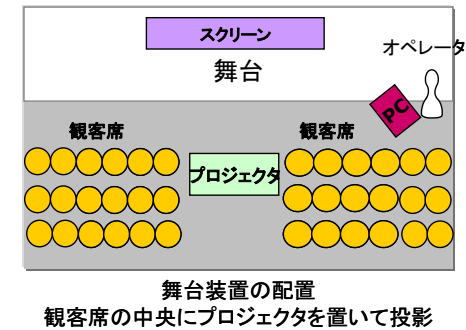 スクリーン
オペレータ
舞台
PC
観客席
観客席
プロジェクタ
舞台装置の配置
観客席の中央にプロジェクタを置いて投影